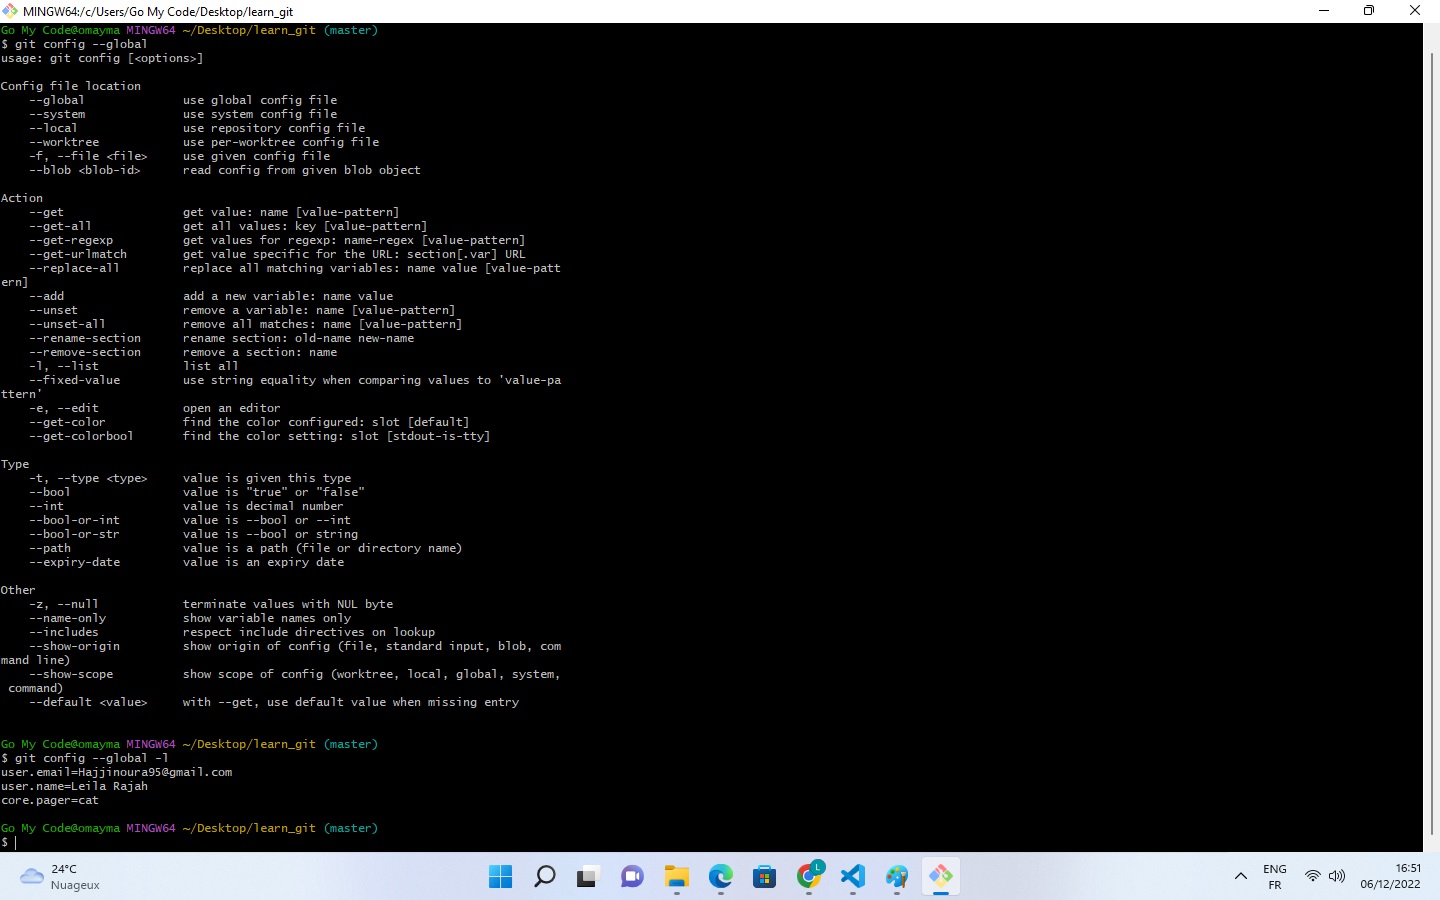 MINGW64:/c/Users/Go My Code/Desktop/learn_git
Go My Code@omayma MINGW64 ~/Desktop/learn_git (master)
$ git config --global
usage: git config [<options>]
Config file location
--global use global config file
--system use system config file
--local use repository config file
--worktree use per-worktree config file
-f, --file <file> use given config file
--blob <blob-id> read config from given blob object
Action
--get get value: name [value-pattern]
--get-all get all values: key [value-pattern]
--get-regexp get values for regexp: name-regex [value-pattern]
--get-urlmatch get value specific for the URL: section[.var] URL
--replace-all replace all matching variables: name value [value-patt
ern]
--add add a new variable: name value
--unset remove a variable: name [value-pattern]
--unset-all remove all matches: name [value-pattern]
--rename-section rename section: old-name new-name
--remove-section remove a section: name
-l, --list list all
--fixed-value use string equality when comparing values to 'value-pa
ttern'
-e, --edit open an editor
--get-color find the color configured: slot [default]
--get-colorbool find the color setting: slot [stdout-is-tty]
Type
-t, --type <type> value is given this type
--bool value is "true" or "false"
--int value is decimal number
--bool-or-int value is --bool or --int
--bool-or-str value is --bool or string
--path value is a path (file or directory name)
--expiry-date value is an expiry date
Other
-z, --null terminate values with NUL byte
--name-only show variable names only
--includes respect include directives on lookup
--show-origin show origin of config (file, standard input, blob, com
mand line)
--show-scope show scope of config (worktree, local, global, system,
command)
--default <value> with --get, use default value when missing entry
Go My Code@omayma MINGW64 ~/Desktop/learn_git (master)
$ git config --global -l
user.email=Hajjinoura95@gmail.com
user.name=Leila Rajah
core.pager=cat
Go My Code@omayma MINGW64 ~/Desktop/learn_git (master)
$
24°C
Nuageux
L
ENG
FR
16:51
06/12/2022